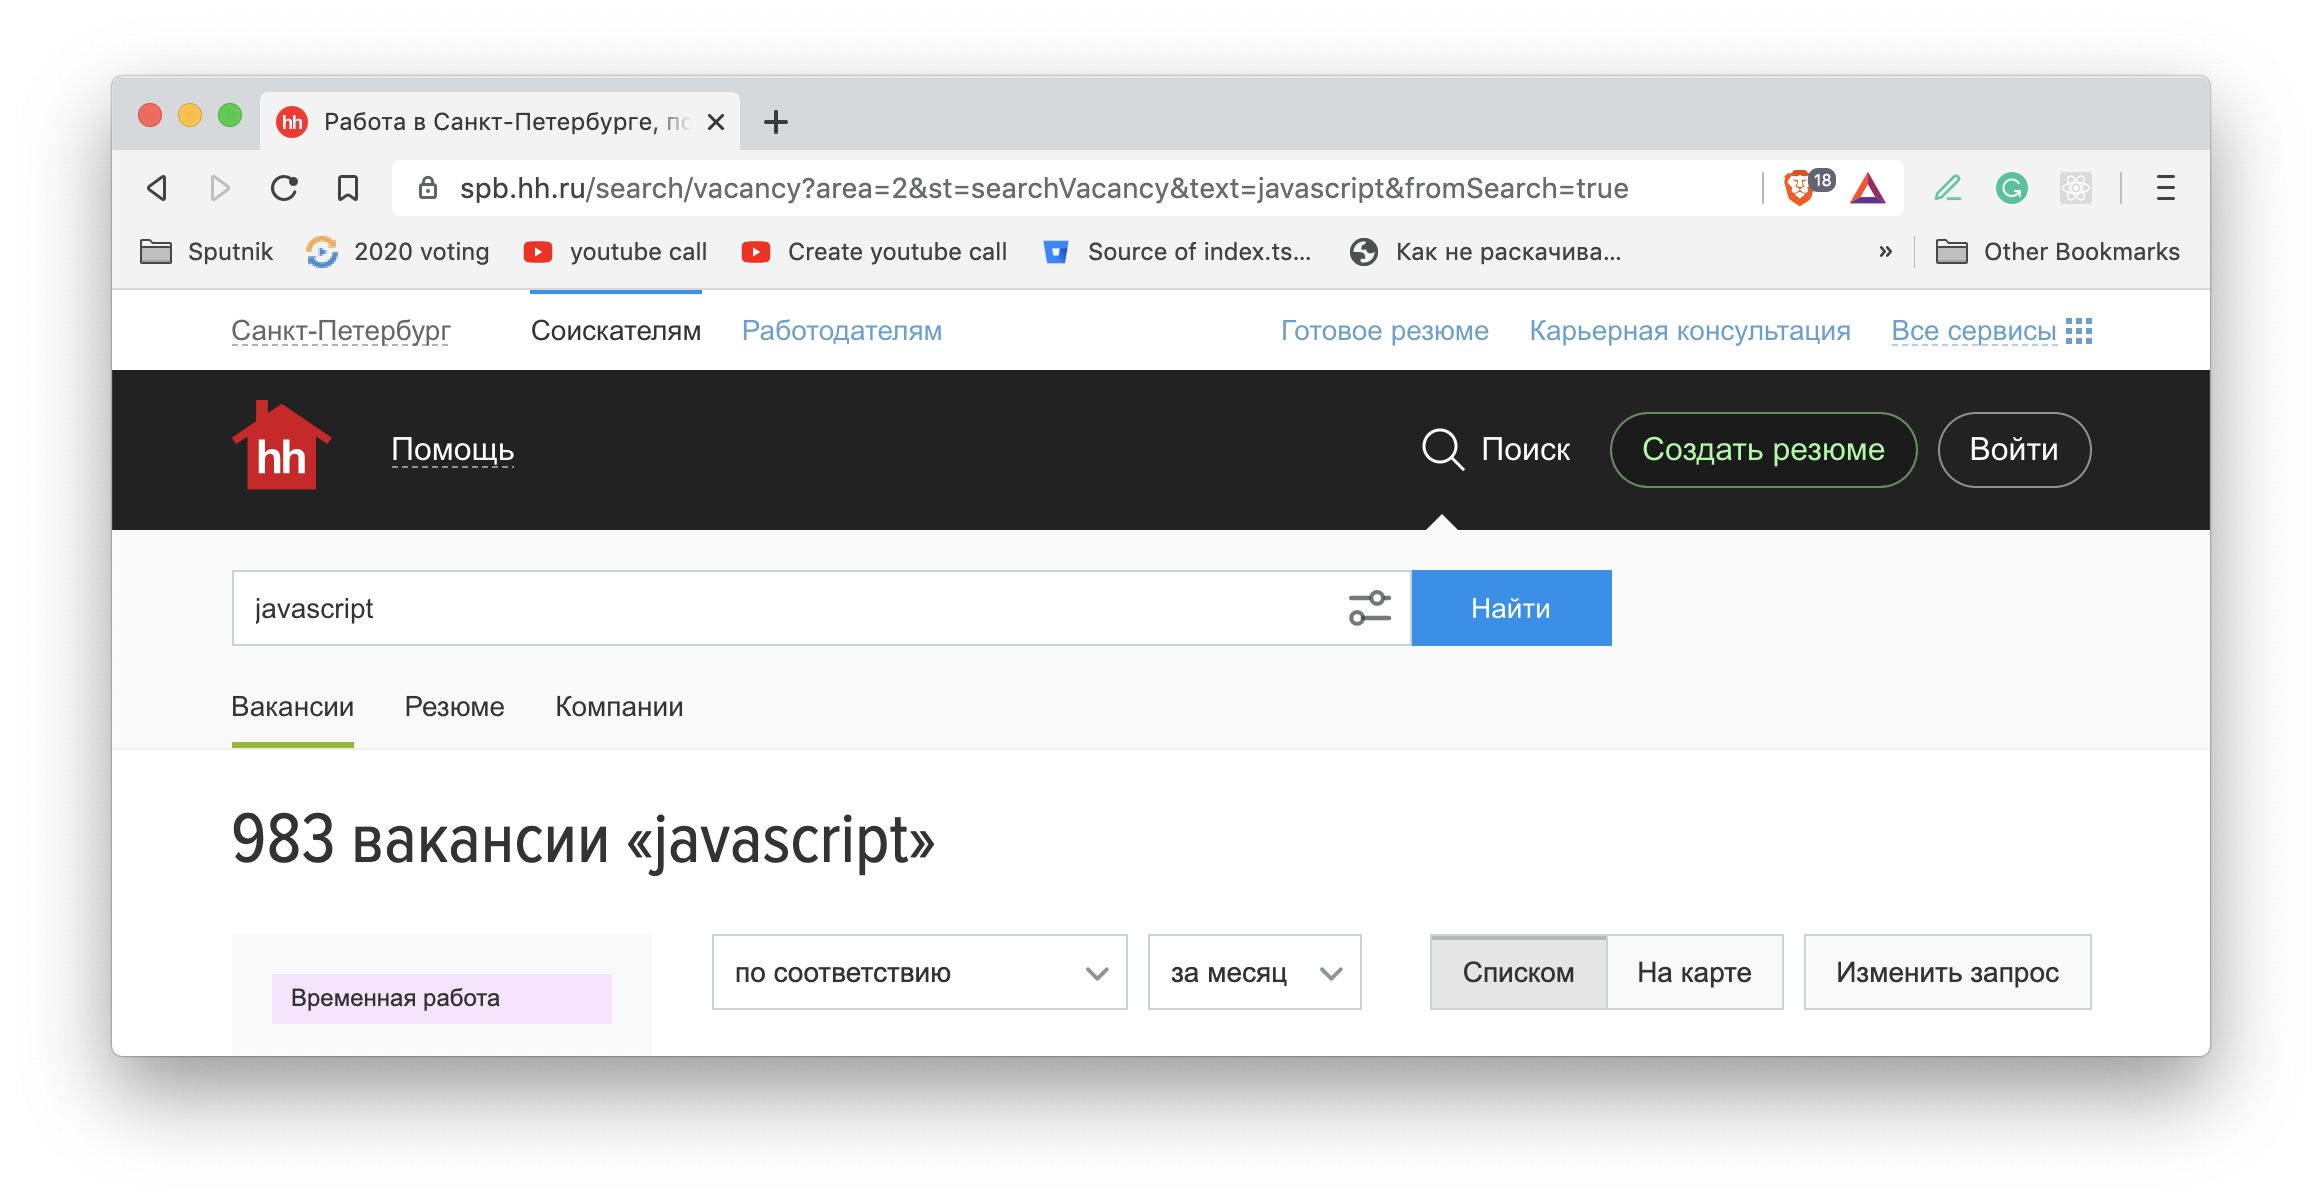 hh Работа в Санкт-Петербурге, по
spb.hh.ru/search/vacancy?area=2&st=searchVacancy&text=javascript&fromSearch=true 18
Sputnik 2020 voting youtube call Create youtube call Source of index.ts... Как не раскачива... » Other Bookmarks
Санкт-Петербург Соискателям Работодателям Готовое резюме Карьерная консультация Все сервисы
hh Помощь Поиск Создать резюме Войти
javascript Найти
Вакансии Резюме Компании
983 вакансии «javascript»
по соответствию за месяц Списком На карте Изменить запрос
Временная работа